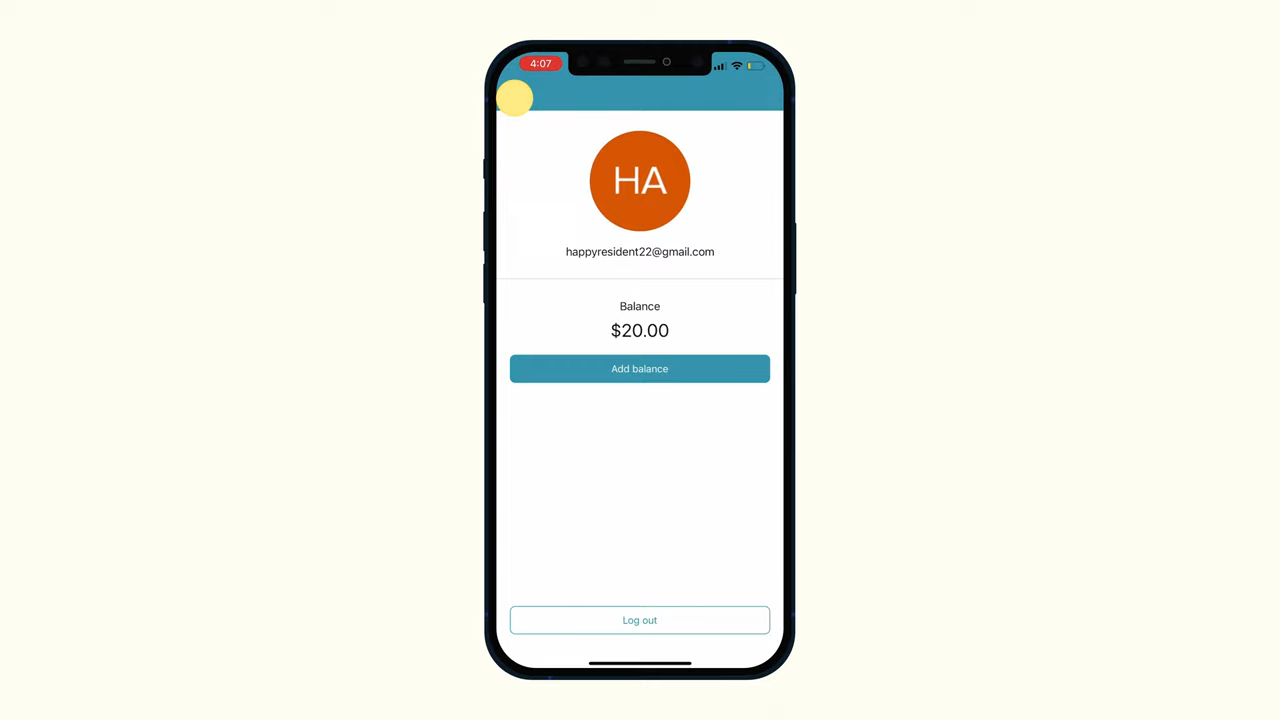 4:07
HA
happyresident22@gmail.com
Balance
$20.00
Add balance
Log out